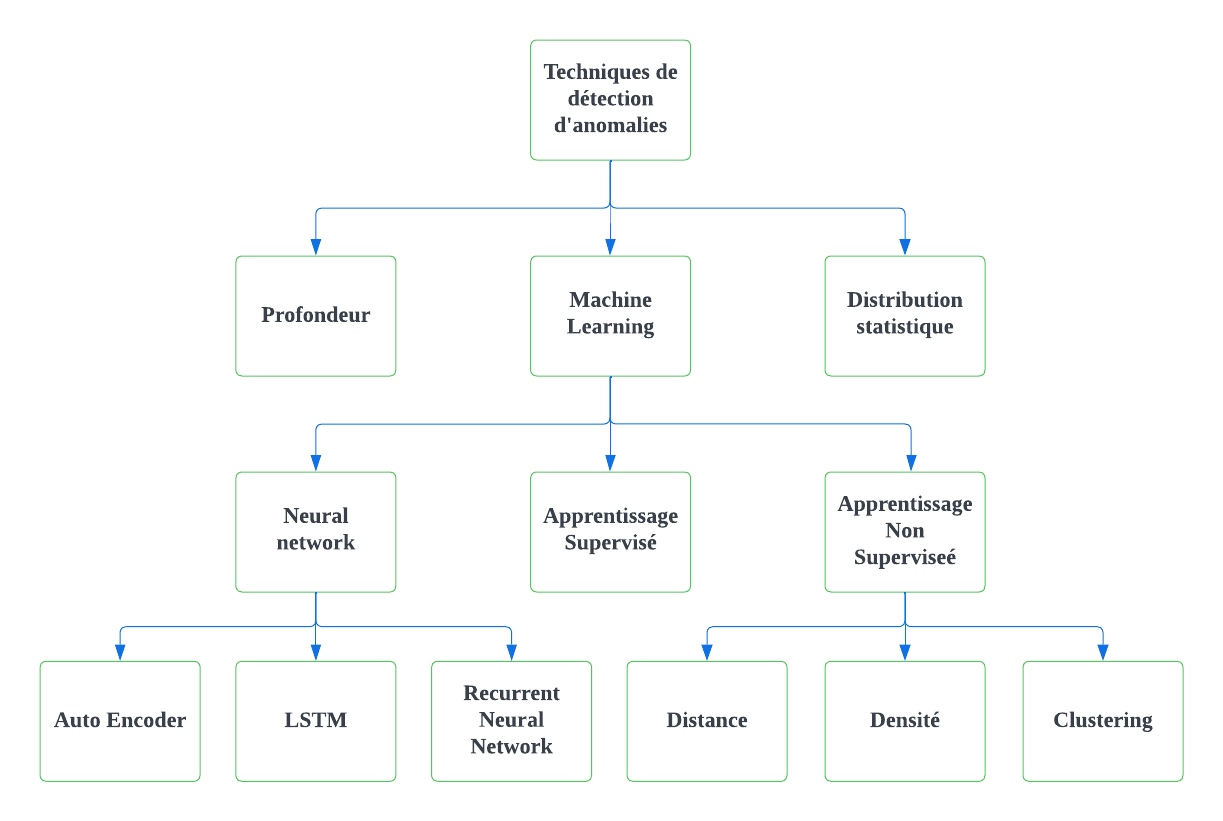 Techniques de
détection
d'anomalies
Profondeur
Machine
Learning
Distribution
statistique
Neural
network
Apprentissage
Supervisé
Apprentissage
Non
Superviseé
Auto Encoder
LSTM
Recurrent
Neural
Network
Distance
Densité
Clustering